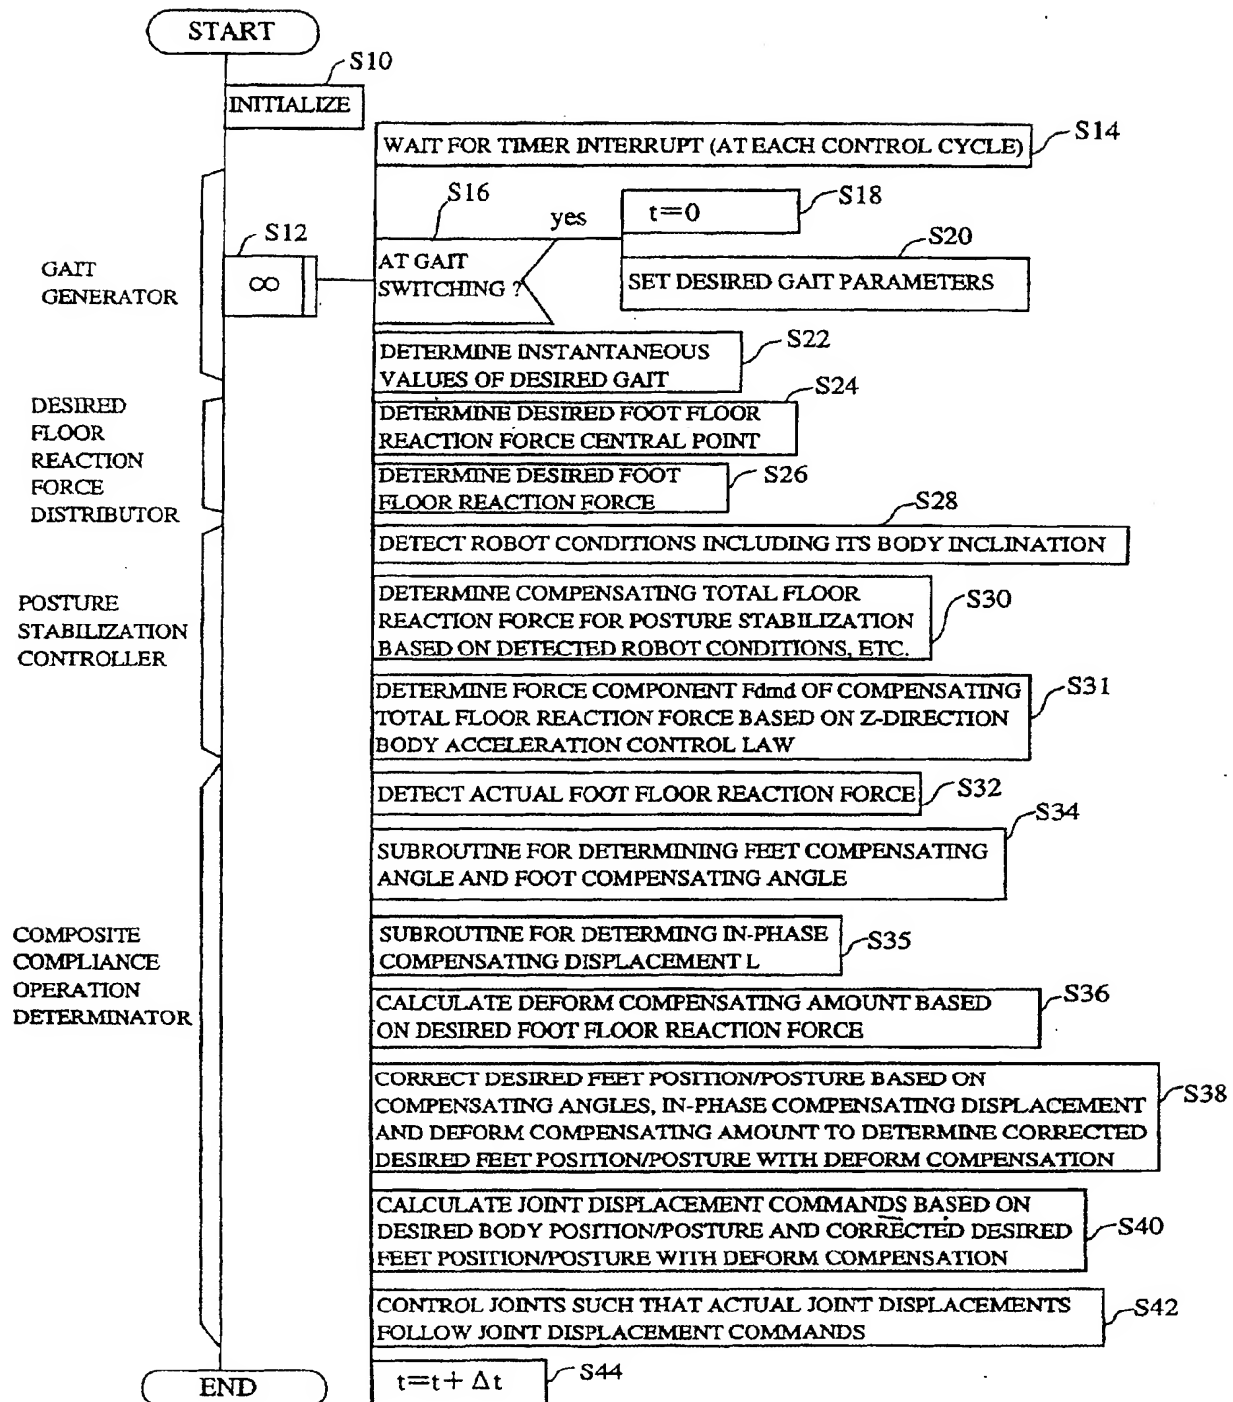 START
S10
INITIALIZE
WAIT FOR TIMER INTERRUPT (AT EACH CONTROL CYCLE)
S14
S16
yes
t=0
S18
S12
∞
AT GAIT
SWITCHING ?
S20
SET DESIRED GAIT PARAMETERS
GAIT
GENERATOR
DETERMINE INSTANTANEOUS
VALUES OF DESIRED GAIT
S22
S24
DESIRED
FLOOR
REACTION
FORCE
DISTRIBUTOR
DETERMINE DESIRED FOOT FLOOR
REACTION FORCE CENTRAL POINT
DETERMINE DESIRED FOOT
FLOOR REACTION FORCE
S26
S28
DETECT ROBOT CONDITIONS INCLUDING ITS BODY INCLINATION
POSTURE
STABILIZATION
CONTROLLER
DETERMINE COMPENSATING TOTAL FLOOR
REACTION FORCE FOR POSTURE STABILIZATION
BASED ON DETECTED ROBOT CONDITIONS, ETC.
S30
DETERMINE FORCE COMPONENT Fdmd OF COMPENSATING
TOTAL FLOOR REACTION FORCE BASED ON Z-DIRECTION
BODY ACCELERATION CONTROL LAW
S31
DETECT ACTUAL FOOT FLOOR REACTION FORCE
S32
S34
SUBROUTINE FOR DETERMINING FEET COMPENSATING
ANGLE AND FOOT COMPENSATING ANGLE
COMPOSITE
COMPLIANCE
OPERATION
DETERMINATOR
SUBROUTINE FOR DETERMING IN-PHASE
COMPENSATING DISPLACEMENT L
S35
CALCULATE DEFORM COMPENSATING AMOUNT BASED
ON DESIRED FOOT FLOOR REACTION FORCE
S36
CORRECT DESIRED FEET POSITION/POSTURE BASED ON
COMPENSATING ANGLES, IN-PHASE COMPENSATING DISPLACEMENT
AND DEFORM COMPENSATING AMOUNT TO DETERMINE CORRECTED
DESIRED FEET POSITION/POSTURE WITH DEFORM COMPENSATION
S38
CALCULATE JOINT DISPLACEMENT COMMANDS BASED ON
DESIRED BODY POSITION/POSTURE AND CORRECTED DESIRED
FEET POSITION/POSTURE WITH DEFORM COMPENSATION
S40
CONTROL JOINTS SUCH THAT ACTUAL JOINT DISPLACEMENTS
FOLLOW JOINT DISPLACEMENT COMMANDS
S42
END
t=t+ Δt
S44